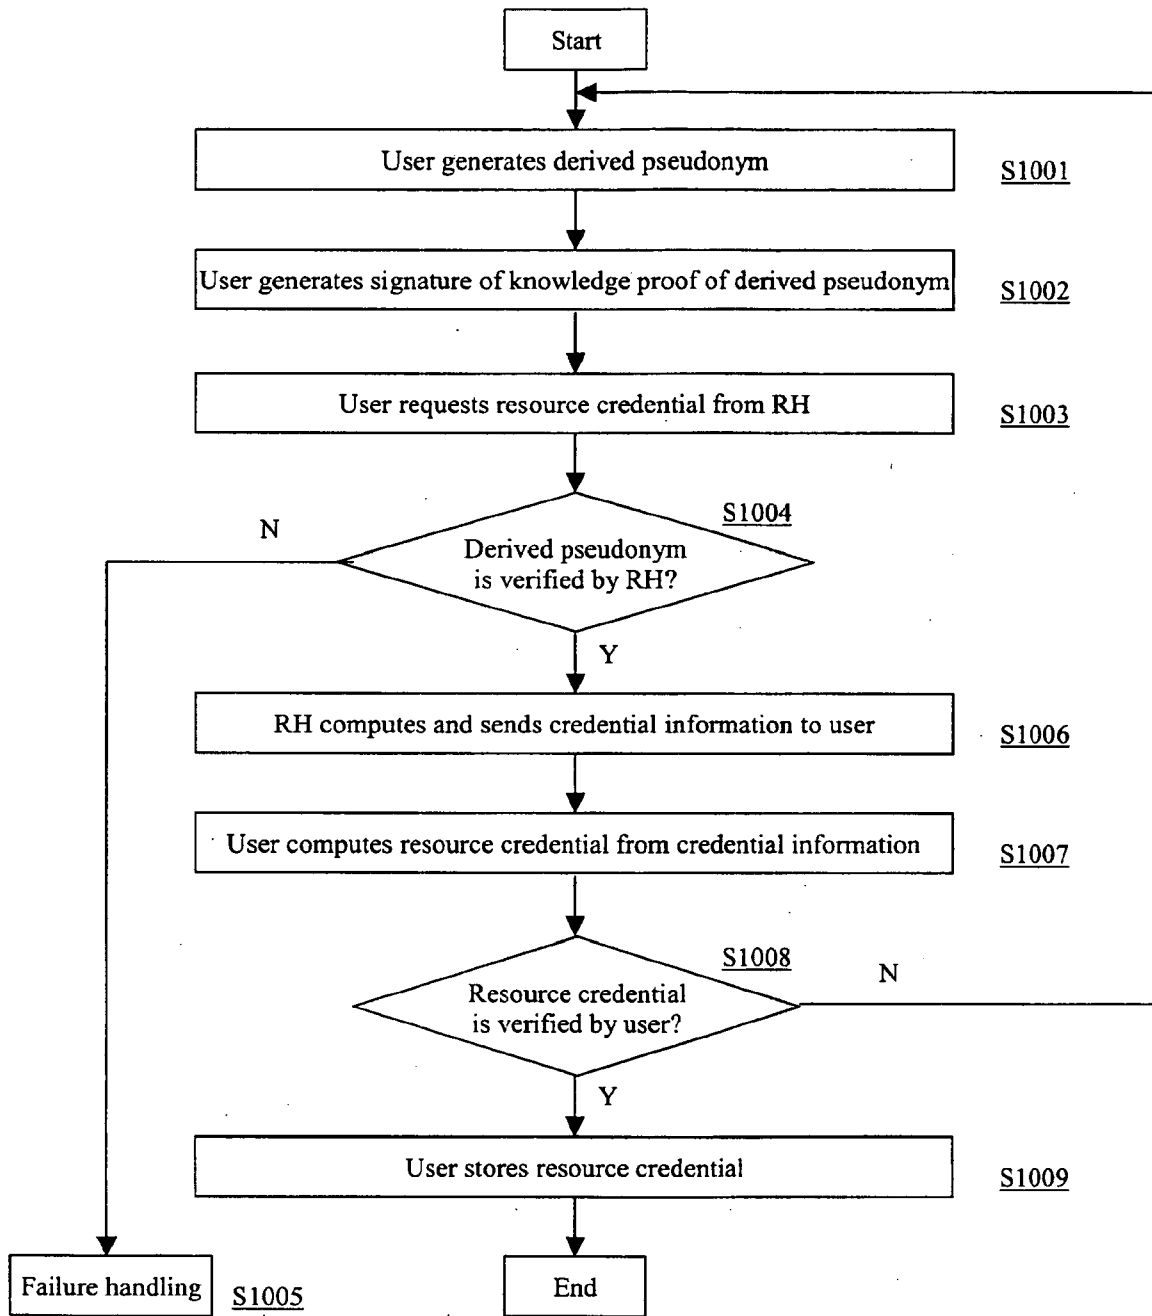 Start
User generates derived pseudonym
S1001
User generates signature of knowledge proof of derived pseudonym
S1002
User requests resource credential from RH
S1003
S1004
N
Derived pseudonym
is verified by RH?
Y
RH computes and sends credential information to user
S1006
User computes resource credential from credential information
S1007
S1008
N
Resource credential
is verified by user?
Y
User stores resource credential
S1009
Failure handling
S1005
End